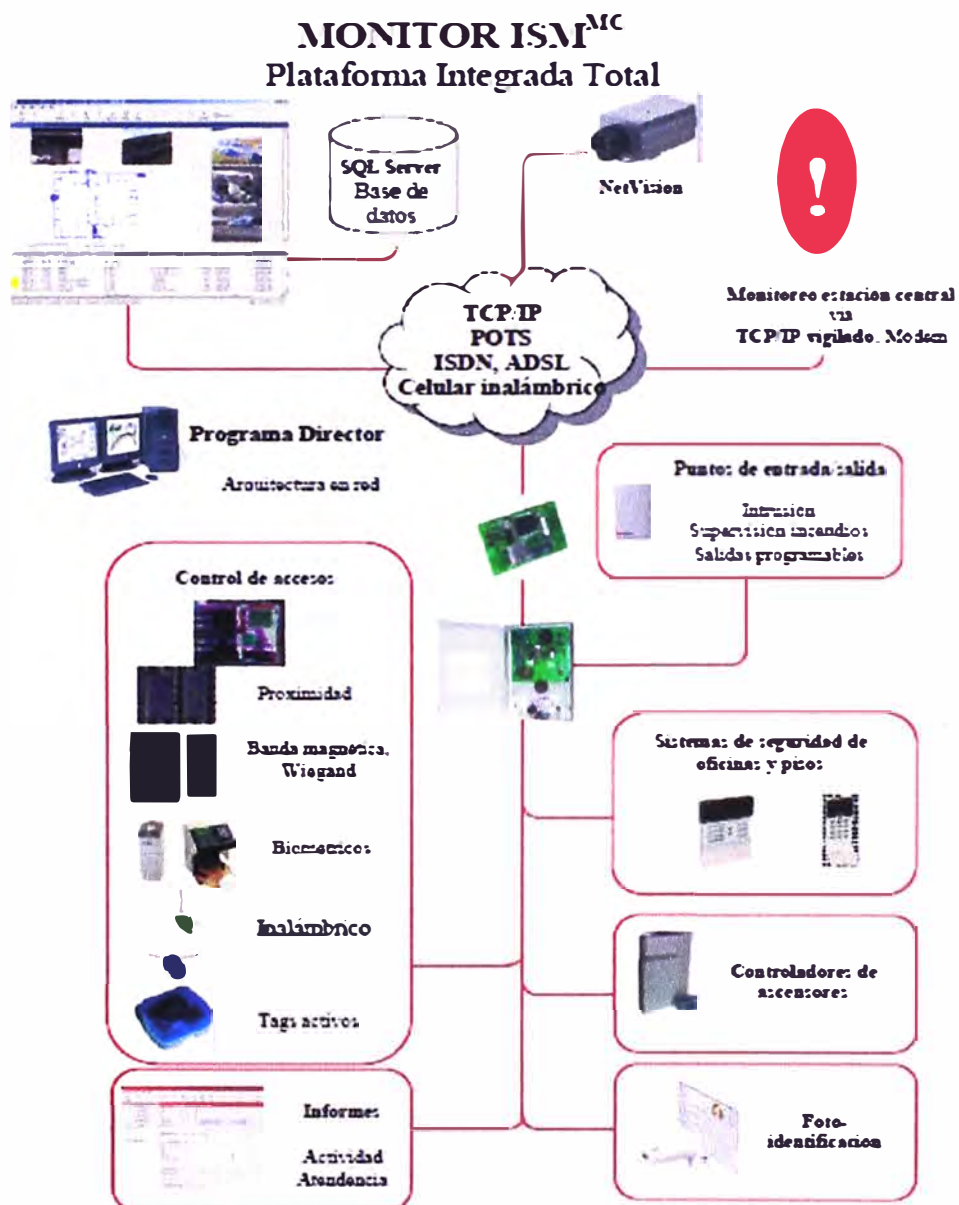 MONITOR ISM^MC
Plataforma Integrada Total
SQL Server
Base de
datos
NetVision
!
Monitoreo estación central
via
TCP/IP vigilado. Modem
TCP/IP
POTS
ISDN, ADSL
Celular inalámbrico
Programa Director
Arquitectura en red
Puntos de entrada/salida
Intrusión
Supervisión incendios
Salidas programables
Control de accesos
Proximidad
Banda magnética,
Wiegand
Biométricos
Inalámbrico
Tags activos
Sistemas de seguridad de
oficinas y pisos
Controladores de
ascensores
Informes
Actividad
Atendencia
Foto-
identificación